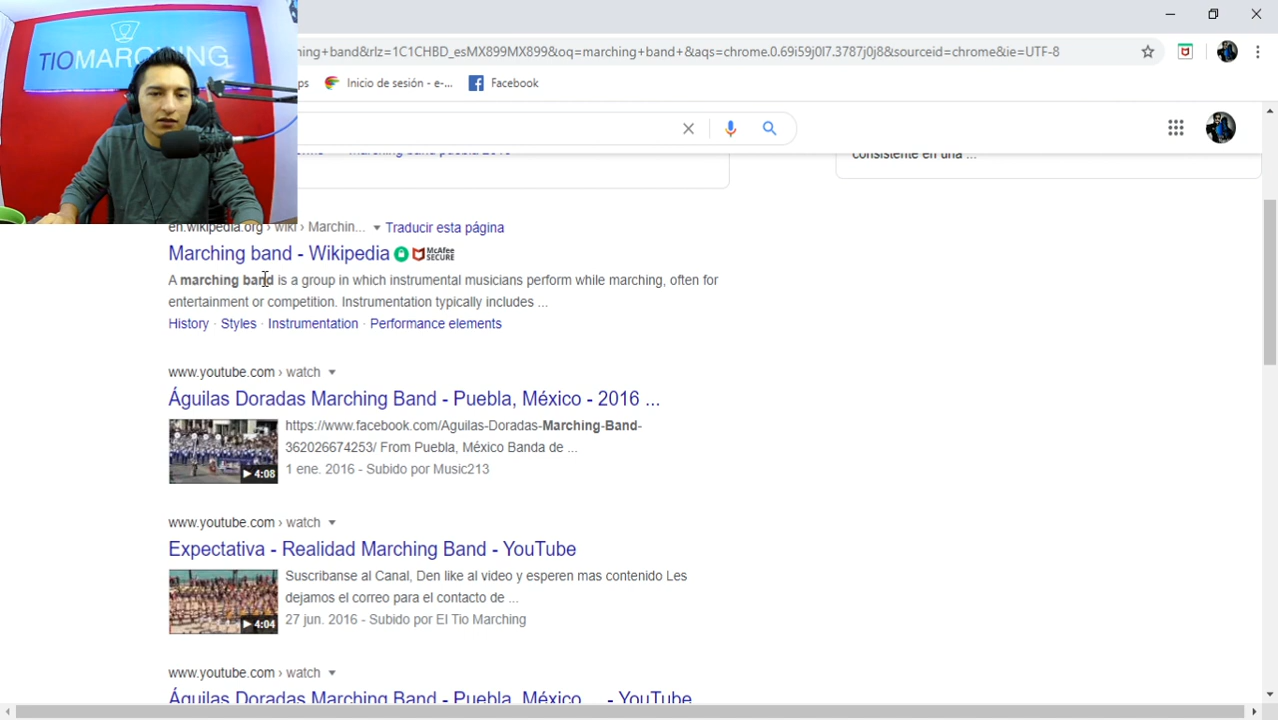 TIOMARCHING
hing+band&rlz=1C1CHBD_esMX899MX899&oq=marching+band+&aqs=chrome.0.69i59j0l7.3787j0j8&sourceid=chrome&ie=UTF-8
ps Inicio de sesión - e-... Facebook
marching band puebla 2018
consistente en una ...
en.wikipedia.org › wiki › Marchin... Traducir esta página
Marching band - Wikipedia McAfee SECURE
A marching band is a group in which instrumental musicians perform while marching, often for
entertainment or competition. Instrumentation typically includes ...
History · Styles · Instrumentation · Performance elements
www.youtube.com › watch
Águilas Doradas Marching Band - Puebla, México - 2016 ...
https://www.facebook.com/Aguilas-Doradas-Marching-Band-
362026674253/ From Puebla, México Banda de ...
4:08
1 ene. 2016 - Subido por Music213
www.youtube.com › watch
Expectativa - Realidad Marching Band - YouTube
Suscribanse al Canal, Den like al video y esperen mas contenido Les
dejamos el correo para el contacto de ...
4:04
27 jun. 2016 - Subido por El Tio Marching
www.youtube.com › watch
Águilas Doradas Marching Band - Puebla, México ... - YouTube